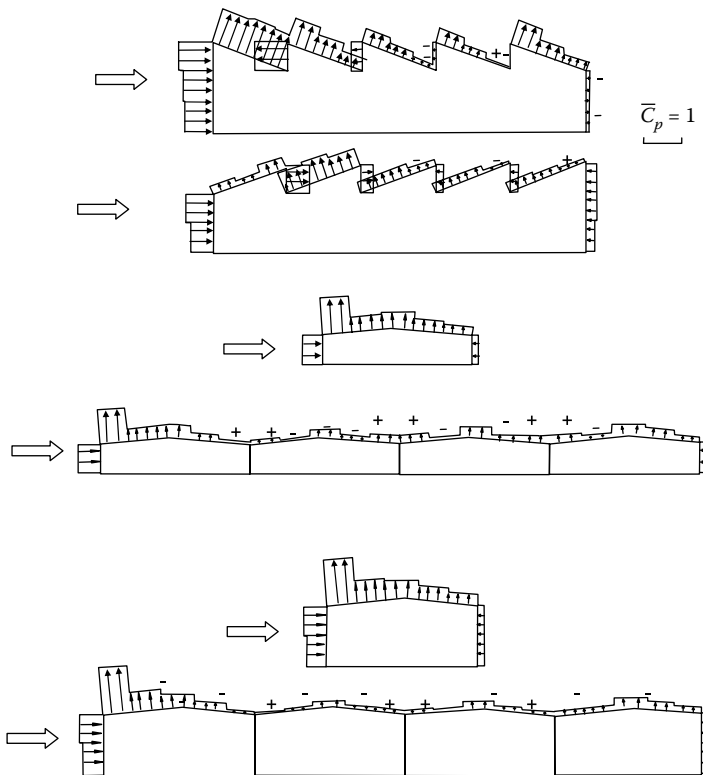 –
+ -
–
-
–
C̄ₚ = 1
– – +
+ + - – – + + – - + + –
- - - - + - - + + - + - -